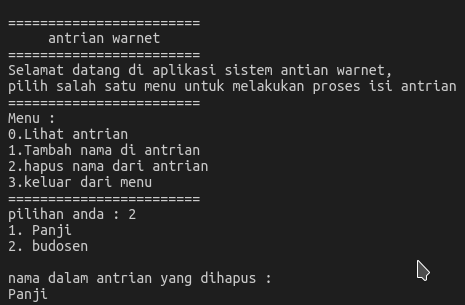 ========================
antrian warnet
========================
Selamat datang di aplikasi sistem antian warnet,
pilih salah satu menu untuk melakukan proses isi antrian
========================
Menu :
0.Lihat antrian
1.Tambah nama di antrian
2.hapus nama dari antrian
3.keluar dari menu
========================
pilihan anda : 2
1. Panji
2. budosen
nama dalam antrian yang dihapus :
Panji